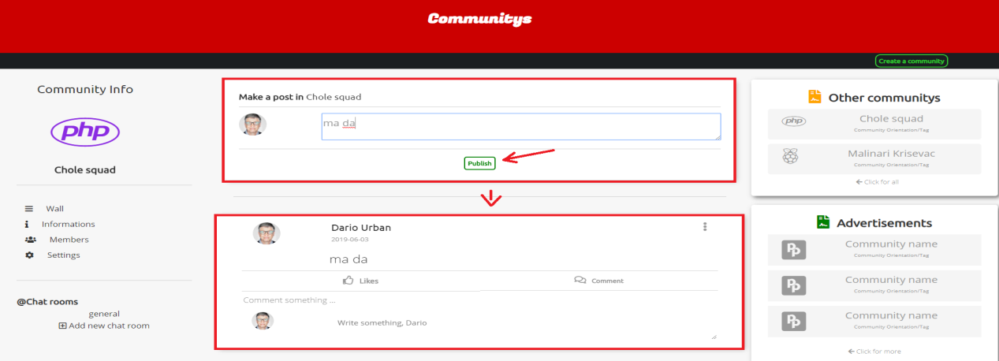 Communitys
Create a community
Community Info
php
Chole squad
Wall
Informations
Members
Settings
@Chat rooms
general
Add new chat room
Make a post in Chole squad
ma da
Publish
Dario Urban
2019-06-03
ma da
Likes
Comment
Comment something ...
Write something, Dario
Other communitys
php
Chole squad
Community Orientation/Tag
Malinari Krisevac
Community Orientation/Tag
Click for all
Advertisements
Community name
Community Orientation/Tag
Community name
Community Orientation/Tag
Community name
Community Orientation/Tag
Click for more